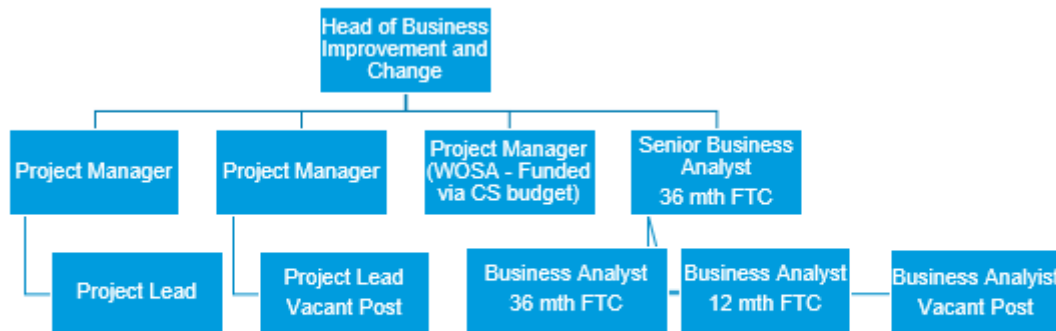 Head of Business
Improvement and
Change
Project Manager
Project Manager
Project Manager
(WOSA - Funded
via CS budget)
Senior Business
Analyst
36 mth FTC
Project Lead
Project Lead
Vacant Post
Business Analyst
36 mth FTC
Business Analyst
12 mth FTC
Business Analyist
Vacant Post